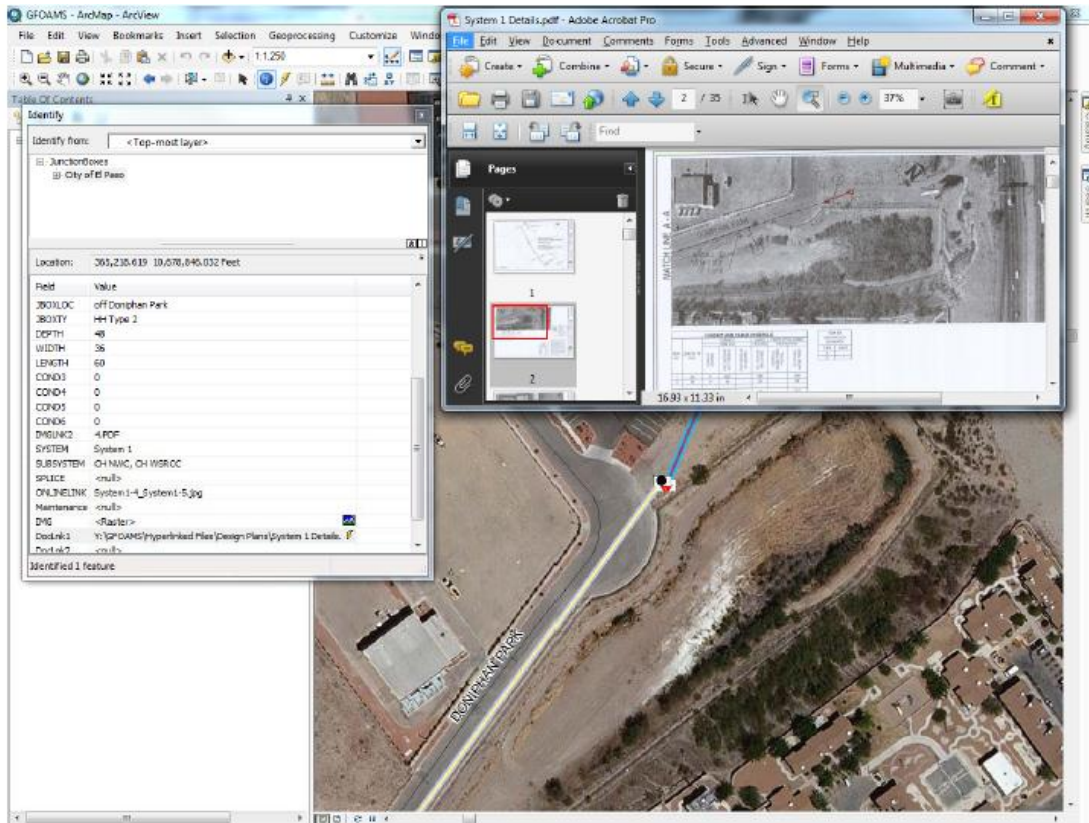 GFOAMS - ArcMap - ArcView
File Edit View Bookmarks Insert Selection Geoprocessing Customize Windo
1:1,250
Table Of Contents
Identify
Identify from: <Top-most layer>
JunctionBoxes
City of El Paso
Location: 365,218.619 10,678,846.032 Feet
Field Value
JBOXLOC off Doniphan Park
JBOXTY HH Type 2
DEPTH 48
WIDTH 36
LENGTH 60
COND3 0
COND4 0
COND5 0
COND6 0
IMGLNK2 4.PDF
SYSTEM System 1
SUBSYSTEM CH NWC, CH WSRCC
SPLICE <null>
ONLINELINK System1-4_System1-5.jpg
Maintenance <null>
IMG <Raster>
DocLnk1 Y:\GFOAMS\Hyperlinked Files\Design Plans\System 1 Details.
DocLnk2 <null>
Identified 1 feature
System 1 Details.pdf - Adobe Acrobat Pro
File Edit View Document Comments Forms Tools Advanced Window Help
Create Combine Secure Sign Forms Multimedia Comment
2 / 35 37%
Find
Pages
1
2
MATCH LINE A - A
16.93 x 11.33 in
DONIPHAN PARK